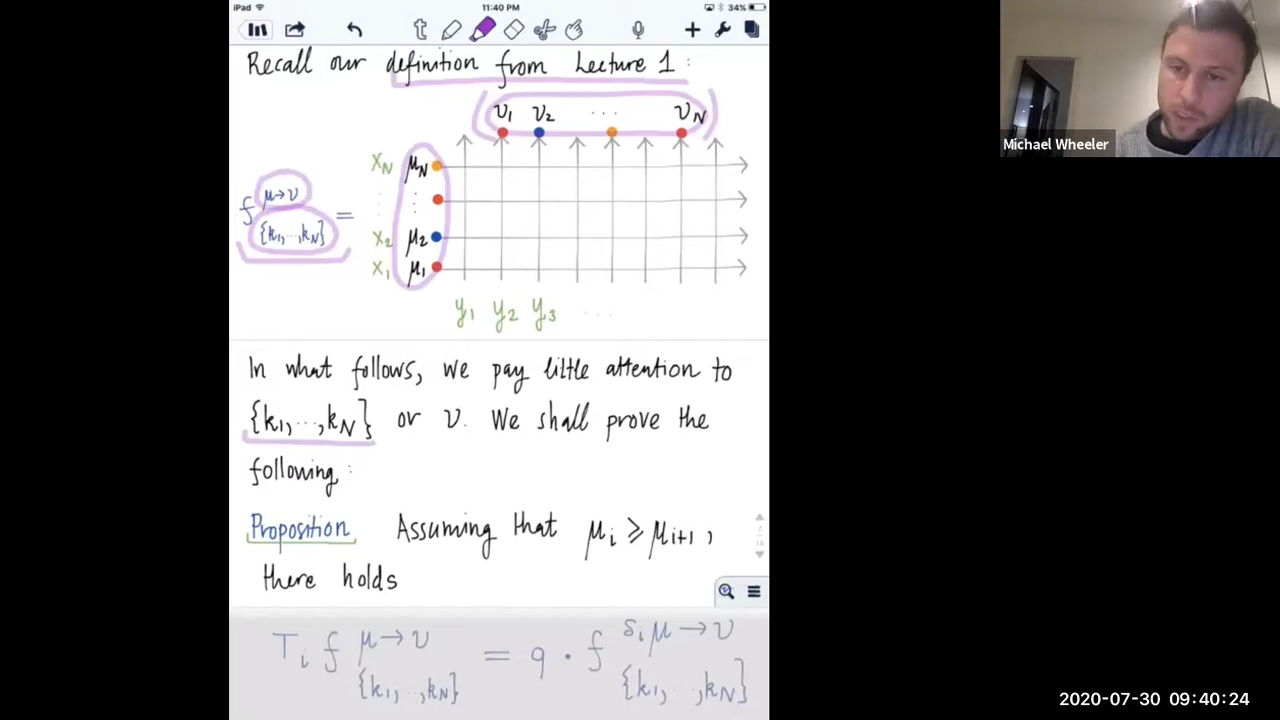 iPad 11:40 PM 34%
Recall our definition from Lecture 1 :
υ1 υ2 ··· υN
xN μN
f μ→υ {k1,···,kN} =
x2 μ2
x1 μ1
y1 y2 y3 ···
In what follows, we pay little attention to
{k1,···,kN} or υ. We shall prove the
following :
Proposition Assuming that μi ⩾ μi+1 ,
there holds
Ti f μ→υ {k1,···,kN} = q · f siμ→υ {k1,···,kN}
Michael Wheeler
2020-07-30 09:40:24